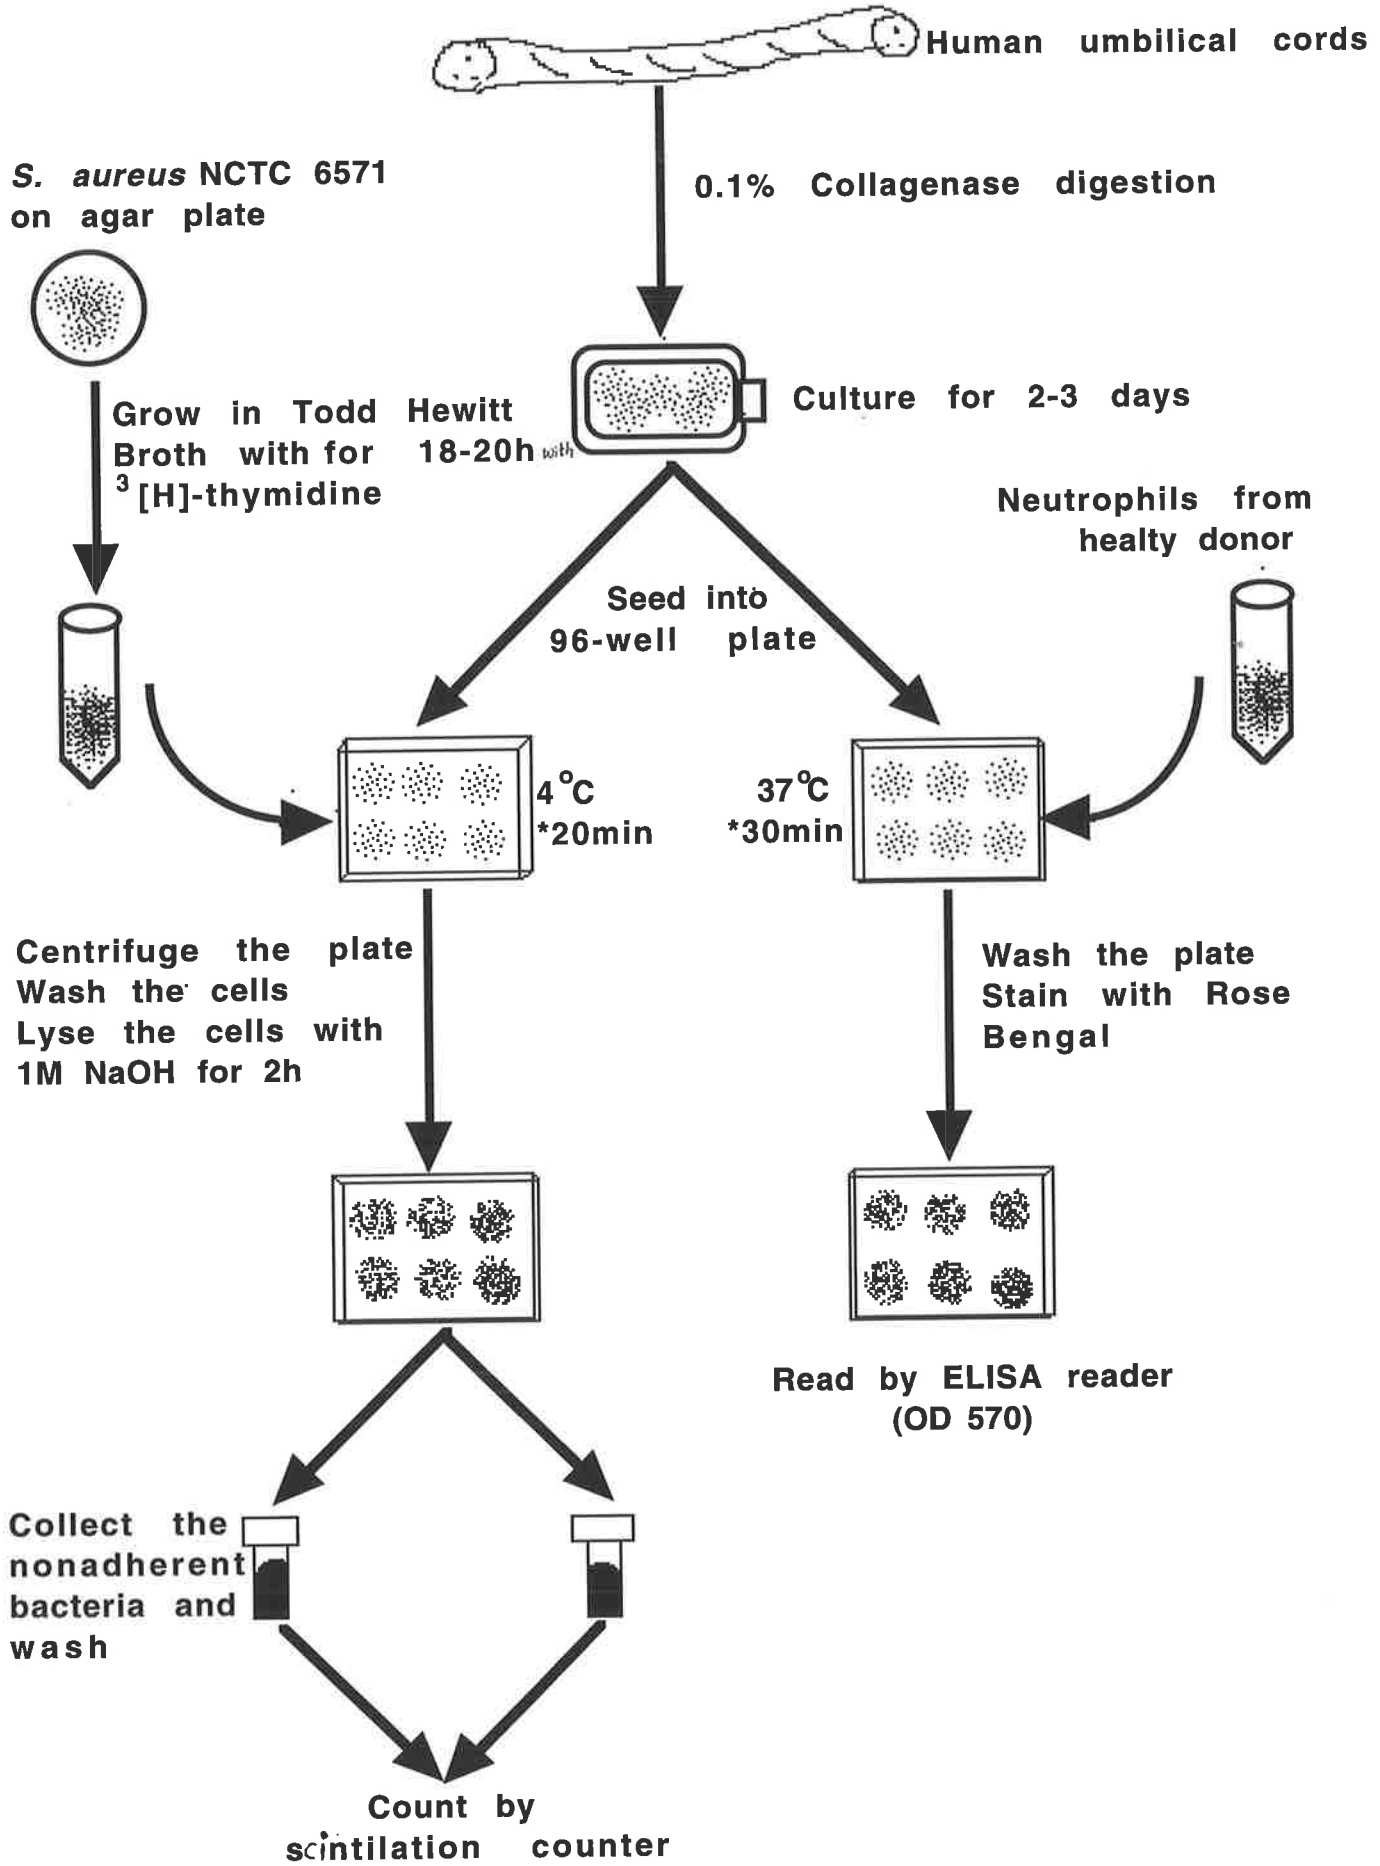 Human umbilical cords
S. aureus NCTC 6571
on agar plate
0.1% Collagenase digestion
Culture for 2-3 days
Grow in Todd Hewitt
Broth with for 18-20h with
3[H]-thymidine
Neutrophils from
healty donor
Seed into
96-well plate
4°C
*20min
37°C
*30min
Centrifuge the plate
Wash the cells
Lyse the cells with
1M NaOH for 2h
Wash the plate
Stain with Rose
Bengal
Read by ELISA reader
(OD 570)
Collect the
nonadherent
bacteria and
wash
Count by
scintilation counter